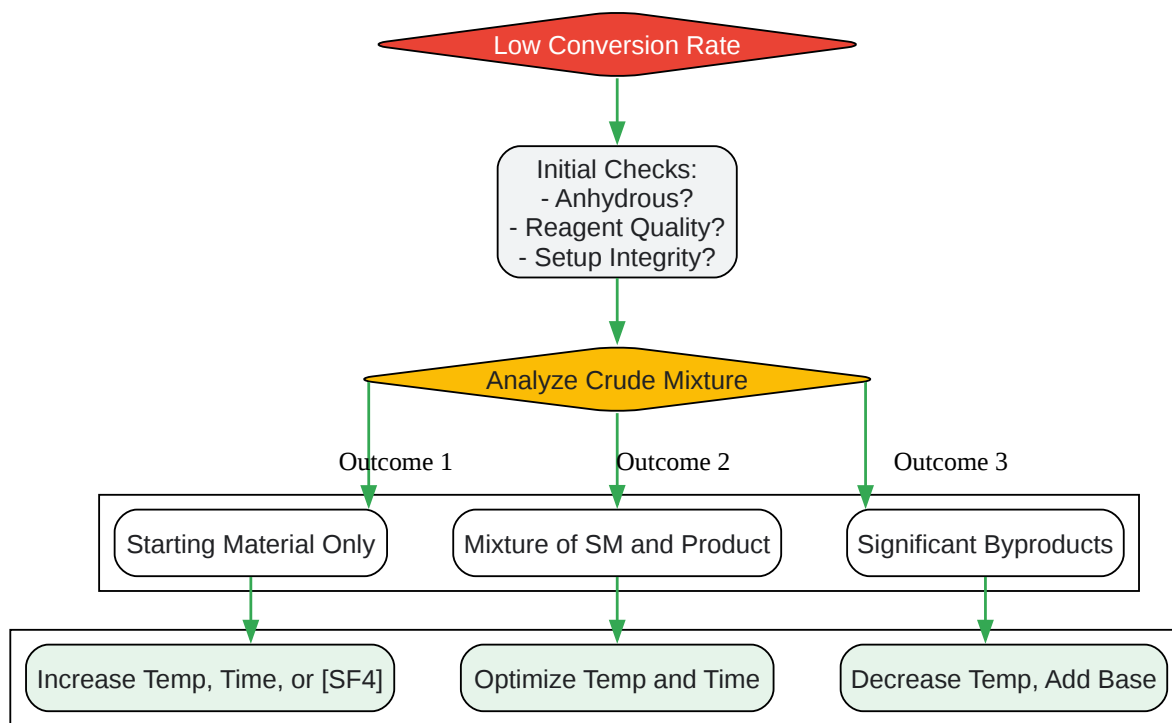 Low Conversion Rate
Initial Checks:
- Anhydrous?
- Reagent Quality?
- Setup Integrity?
Analyze Crude Mixture
Outcome 1
Outcome 2
Outcome 3
Starting Material Only
Mixture of SM and Product
Significant Byproducts
Increase Temp, Time, or [SF4]
Optimize Temp and Time
Decrease Temp, Add Base